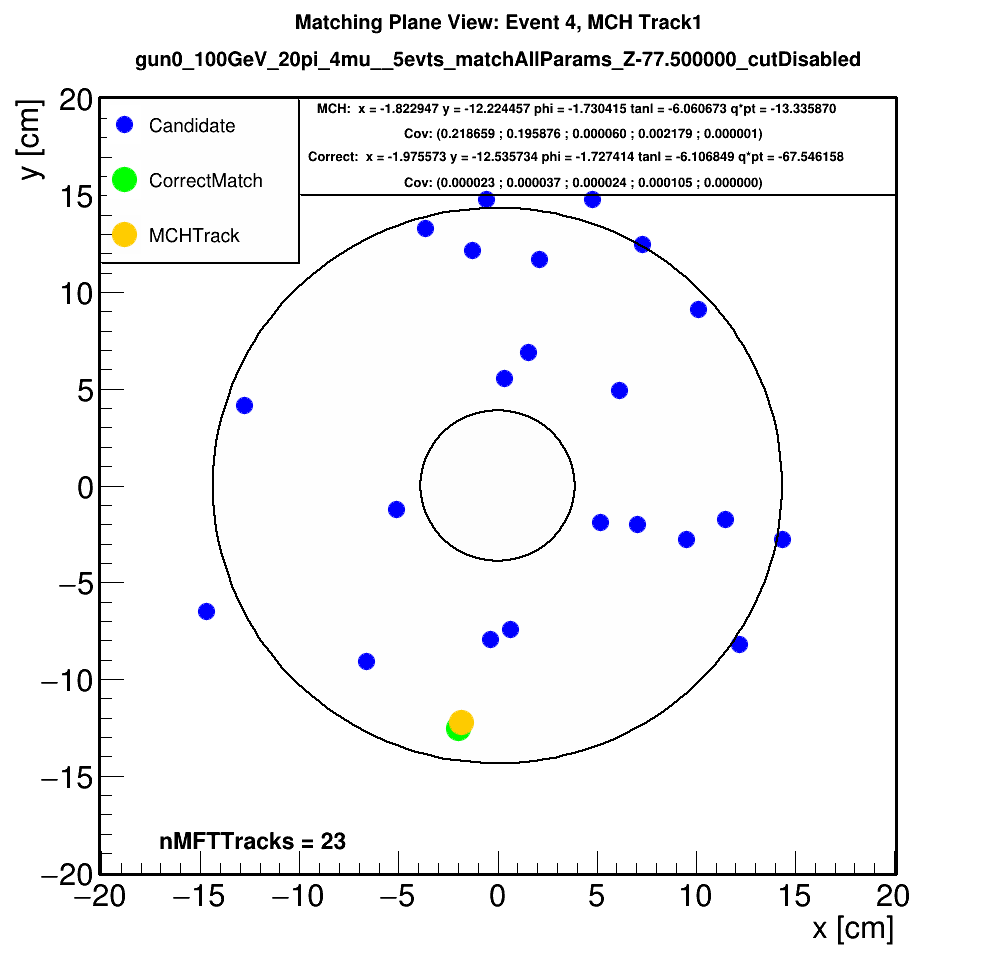 Matching Plane View: Event 4, MCH Track1
gun0_100GeV_20pi_4mu__5evts_matchAllParams_Z-77.500000_cutDisabled
y [cm]
20
15
10
5
0
−5
−10
−15
−20
Candidate
CorrectMatch
MCHTrack
MCH: x = -1.822947 y = -12.224457 phi = -1.730415 tanl = -6.060673 q*pt = -13.335870
Cov: (0.218659 ; 0.195876 ; 0.000060 ; 0.002179 ; 0.000001)
Correct: x = -1.975573 y = -12.535734 phi = -1.727414 tanl = -6.106849 q*pt = -67.546158
Cov: (0.000023 ; 0.000037 ; 0.000024 ; 0.000105 ; 0.000000)
nMFTTracks = 23
−20 −15 −10 −5 0 5 10 15 20
x [cm]